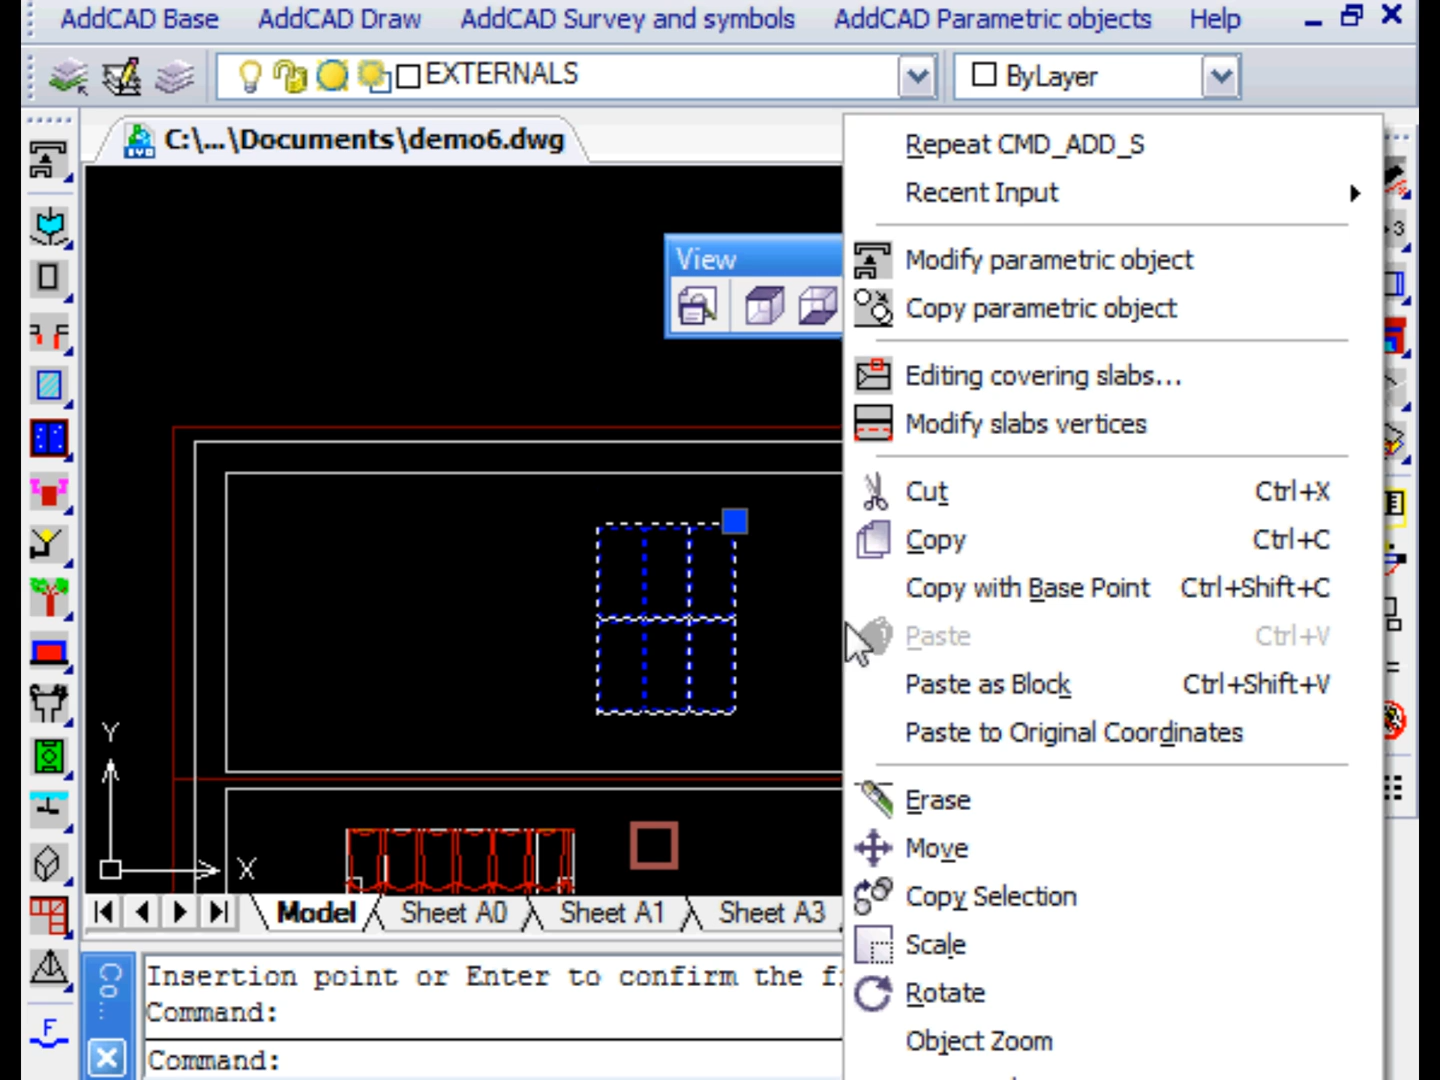 AddCAD Base AddCAD Draw AddCAD Survey and symbols AddCAD Parametric objects Help
EXTERNALS ByLayer
C:\...\Documents\demo6.dwg
Repeat CMD_ADD_S
Recent Input
View
Modify parametric object
Copy parametric object
Editing covering slabs...
Modify slabs vertices
Cut Ctrl+X
Copy Ctrl+C
Copy with Base Point Ctrl+Shift+C
Paste Ctrl+V
Paste as Block Ctrl+Shift+V
Paste to Original Coordinates
Y
X
Erase
Move
Copy Selection
Scale
Rotate
Object Zoom
Model Sheet A0 Sheet A1 Sheet A3
Co...
Insertion point or Enter to confirm the
Command:
Command:
F
3